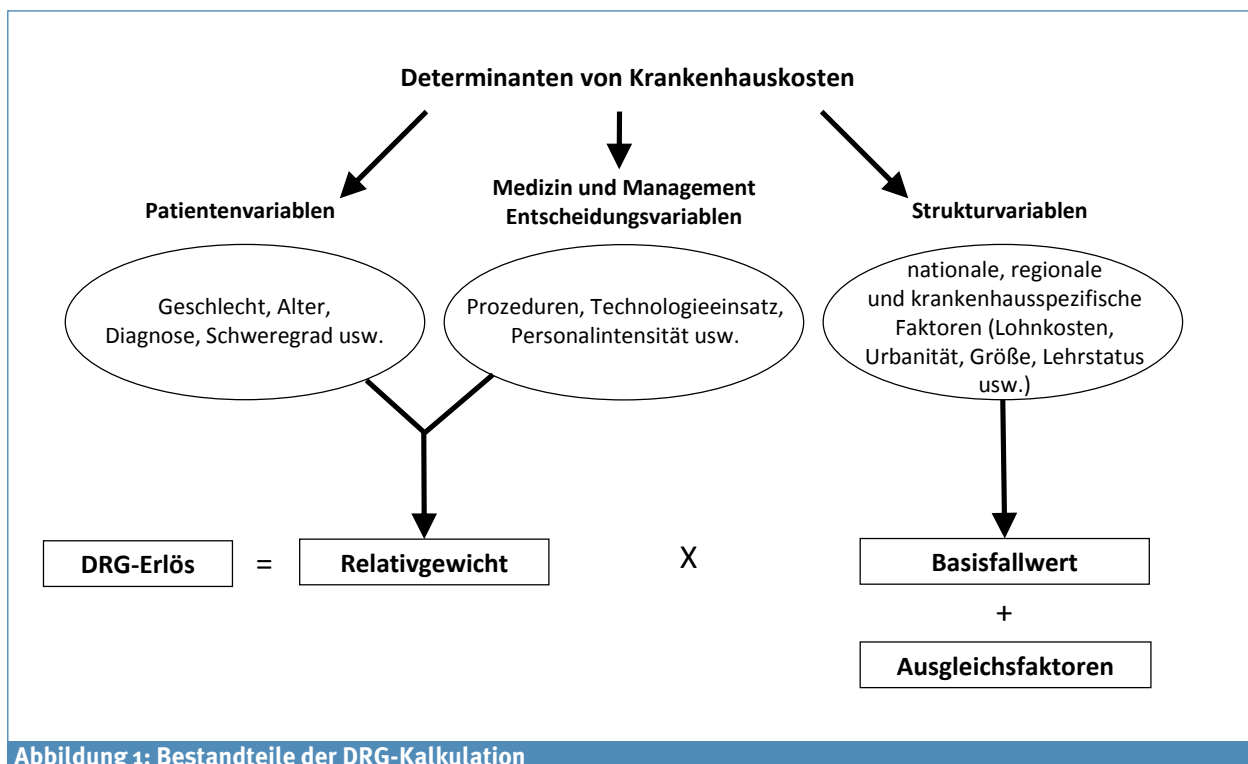 Determinanten von Krankenhauskosten
Patientenvariablen
Medizin und Management
Entscheidungsvariablen
Strukturvariablen
Geschlecht, Alter,
Diagnose, Schweregrad usw.
Prozeduren, Technologieeinsatz,
Personalintensität usw.
nationale, regionale
und krankenhausspezifische
Faktoren (Lohnkosten,
Urbanität, Größe, Lehrstatus
usw.)
DRG-Erlös = Relativgewicht X Basisfallwert
+
Ausgleichsfaktoren
Abbildung 1: Bestandteile der DRG-Kalkulation